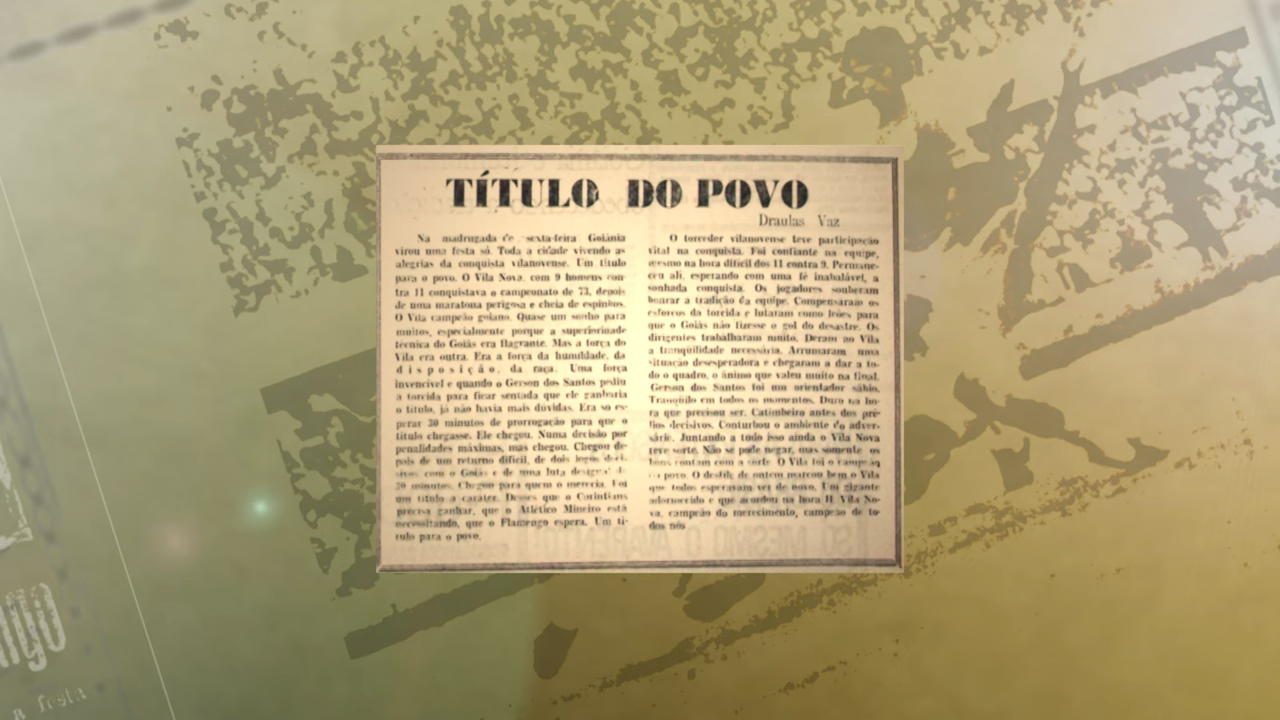 TÍTULO DO POVO
Draulas Vaz
Na madrugada de sexta-feira Goiânia
virou uma festa só. Toda a cidade vivendo as
alegrias da conquista vilanovense. Um título
para o povo. O Vila Nova, com 9 homens con-
tra 11 conquistava o campeonato de 73, depois
de uma maratona perigosa e cheia de espinhos.
O Vila campeão goiano. Quase um sonho para
muitos, especialmente porque a superioridade
técnica do Goiás era flagrante. Mas a força do
Vila era outra. Era a força da humildade, da
disposição, da raça. Uma força
invencível e quando o Gerson dos Santos pediu
a torcida para ficar sentada que ele ganharia
o título, já não havia mais dúvidas. Era só es-
perar 30 minutos de prorrogação para que o
título chegasse. Ele chegou. Numa decisão por
penalidades máximas, mas chegou. Chegou de-
pois de um returno difícil, de dois jogos deci-
sivos com o Goiás e de uma luta desigual de
minutos. Chegou para quem o merecia. Foi
um título a caráter. Desses que o Corintians
precisa ganhar, que o Atlético Mineiro está
necessitando, que o Flamengo espera. Um tí-
tulo para o povo.
O torcedor vilanovense teve participação
vital na conquista. Foi confiante na equipe,
mesmo na hora difícil dos 11 contra 9. Permane-
ceu ali, esperando com uma fé inabalável, a
sonhada conquista. Os jogadores souberam
honrar a tradição da equipe. Compensaram os
esforços da torcida e lutaram como leões para
que o Goiás não fizesse o gol do desastre. Os
dirigentes trabalharam muito. Deram ao Vila
a tranqüilidade necessária. Arrumaram uma
situação desesperadora e chegaram a dar a to-
do o quadro, o ânimo que valeu muito na final.
Gerson dos Santos foi um orientador sábio.
Tranqüilo em todos os momentos. Duro na ho-
ra que precisou ser. Catimbeiro antes dos pré-
lios decisivos. Conturbou o ambiente do adver-
sário. Juntando a tudo isso ainda o Vila Nova
teve sorte. Não se pode negar, mas somente os
bons contam com a sorte. O Vila foi o campeão
do povo. O desfile de ontem marcou bem o Vila
que todos esperavam ver de novo. Um gigante
adormecido e que acordou na hora H. Vila No-
va, campeão do merecimento, campeão de to-
dos nós
a festa